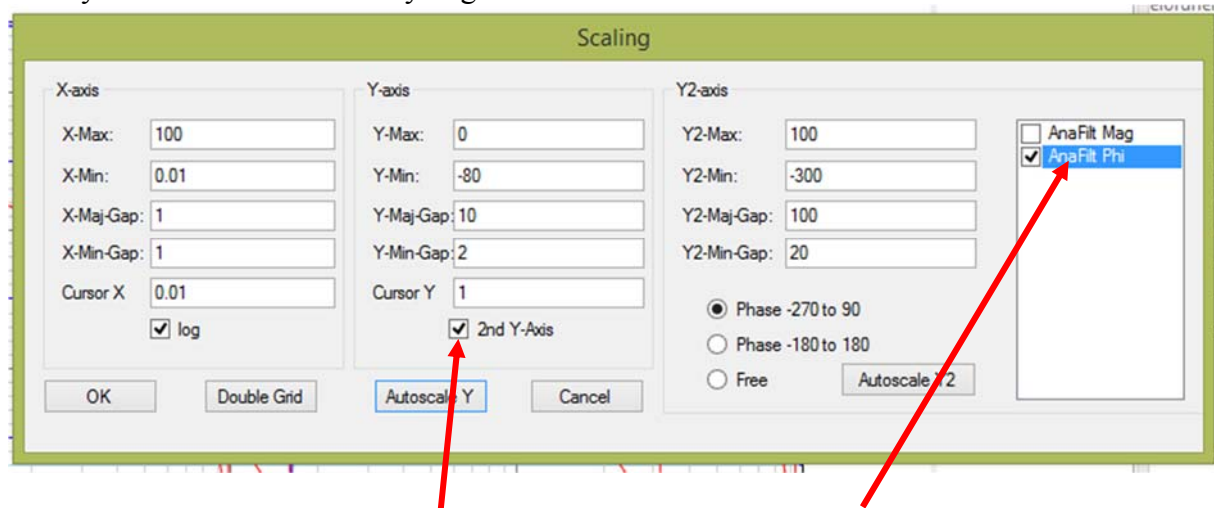 Scaling
X-axis
X-Max: 100
X-Min: 0.01
X-Maj-Gap: 1
X-Min-Gap: 1
Cursor X 0.01
log
OK
Double Grid
Y-axis
Y-Max: 0
Y-Min: -80
Y-Maj-Gap: 10
Y-Min-Gap: 2
Cursor Y 1
2nd Y-Axis
Autoscale Y
Cancel
Y2-axis
Y2-Max: 100
Y2-Min: -300
Y2-Maj-Gap: 100
Y2-Min-Gap: 20
Phase -270 to 90
Phase -180 to 180
Free
Autoscale Y2
AnaFilt Mag
AnaFilt Phi